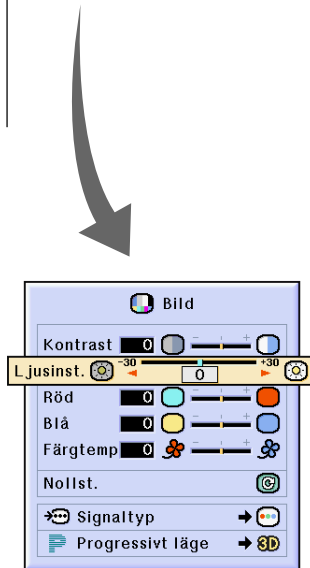 Bild
Kontrast 0 - +
Ljusinst. -30 0 +30
Röd 0 - +
Blå 0 - +
Färgtemp 0 - +
Nollst.
Signaltyp
Progressivt läge 3D